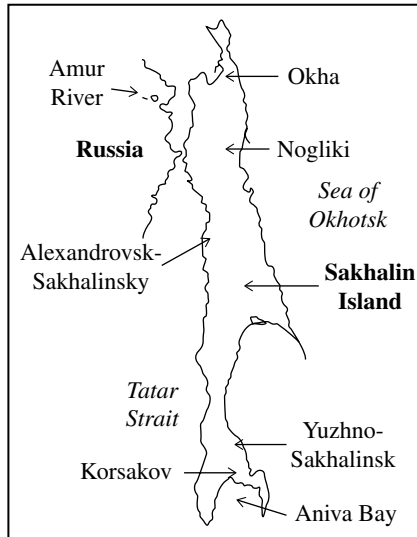 Amur
River
Okha
Russia
Nogliki
Sea of
Okhotsk
Alexandrovsk-
Sakhalinsky
Sakhalin
Island
Tatar
Strait
Yuzhno-
Sakhalinsk
Korsakov
Aniva Bay